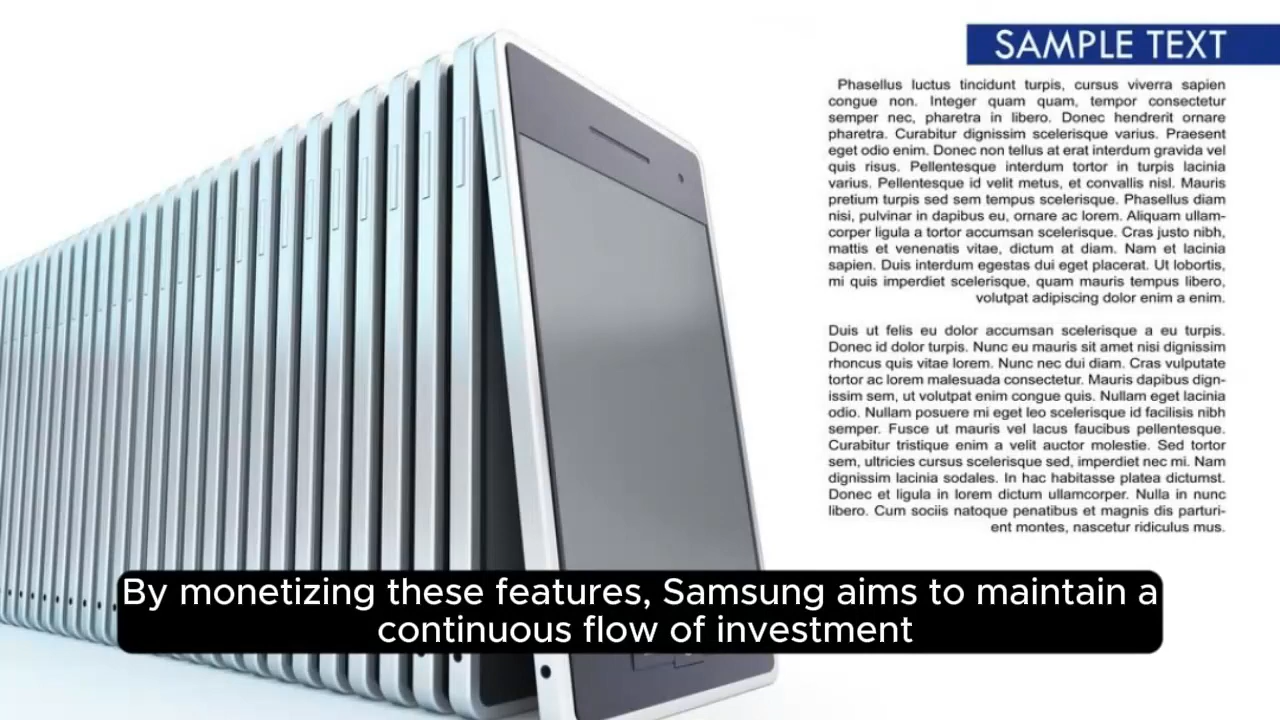 SAMPLE TEXT
Phasellus luctus tincidunt turpis, cursus viverra sapien
congue non. Integer quam quam, tempor consectetur
semper nec, pharetra in libero. Donec hendrerit ornare
pharetra. Curabitur dignissim scelerisque varius. Praesent
eget odio enim. Donec non tellus at erat interdum gravida vel
quis risus. Pellentesque interdum tortor in turpis lacinia
varius. Pellentesque id velit metus, et convallis nisl. Mauris
pretium turpis sed sem tempus scelerisque. Phasellus diam
nisi, pulvinar in dapibus eu, ornare ac lorem. Aliquam ullam-
corper ligula a tortor accumsan scelerisque. Cras justo nibh,
mattis et venenatis vitae, dictum at diam. Nam et lacinia
sapien. Duis interdum egestas dui eget placerat. Ut lobortis,
mi quis imperdiet scelerisque, quam mauris tempus libero,
volutpat adipiscing dolor enim a enim.
Duis ut felis eu dolor accumsan scelerisque a eu turpis.
Donec id dolor turpis. Nunc eu mauris sit amet nisi dignissim
rhoncus quis vitae lorem. Nunc nec dui diam. Cras vulputate
tortor ac lorem malesuada consectetur. Mauris dapibus dign-
issim sem, ut volutpat enim congue quis. Nullam eget lacinia
odio. Nullam posuere mi eget leo scelerisque id facilisis nibh
semper. Fusce ut mauris vel lacus faucibus pellentesque.
Curabitur tristique enim a velit auctor molestie. Sed tortor
sem, ultricies cursus scelerisque sed, imperdiet nec mi. Nam
dignissim lacinia sodales. In hac habitasse platea dictumst.
Donec et ligula in lorem dictum ullamcorper. Nulla in nunc
libero. Cum sociis natoque penatibus et magnis dis parturi-
ent montes, nascetur ridiculus mus.
By monetizing these features, Samsung aims to maintain a
continuous flow of investment